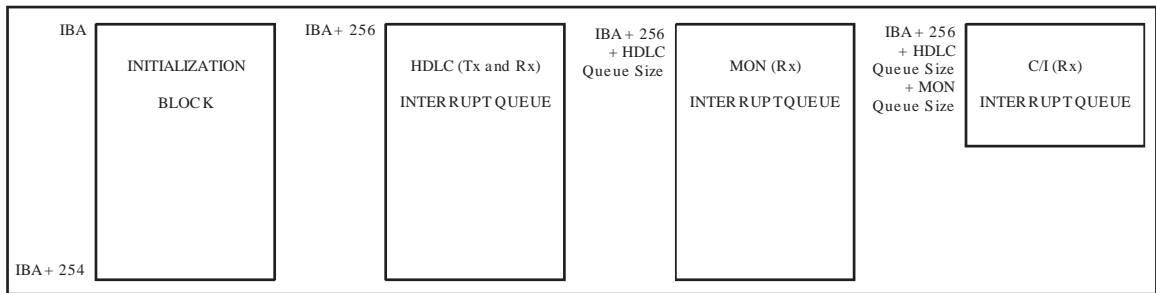 IBA
INITIALIZATION
BLOCK
IBA + 254
IBA + 256
HDLC (Tx and Rx)
INTERRUPT QUEUE
IBA + 256
+ HDLC
Queue Size
MON (Rx)
INTERRUPT QUEUE
IBA + 256
+ HDLC
Queue Size
+ MON
Queue Size
C/I (Rx)
INTERRUPT QUEUE